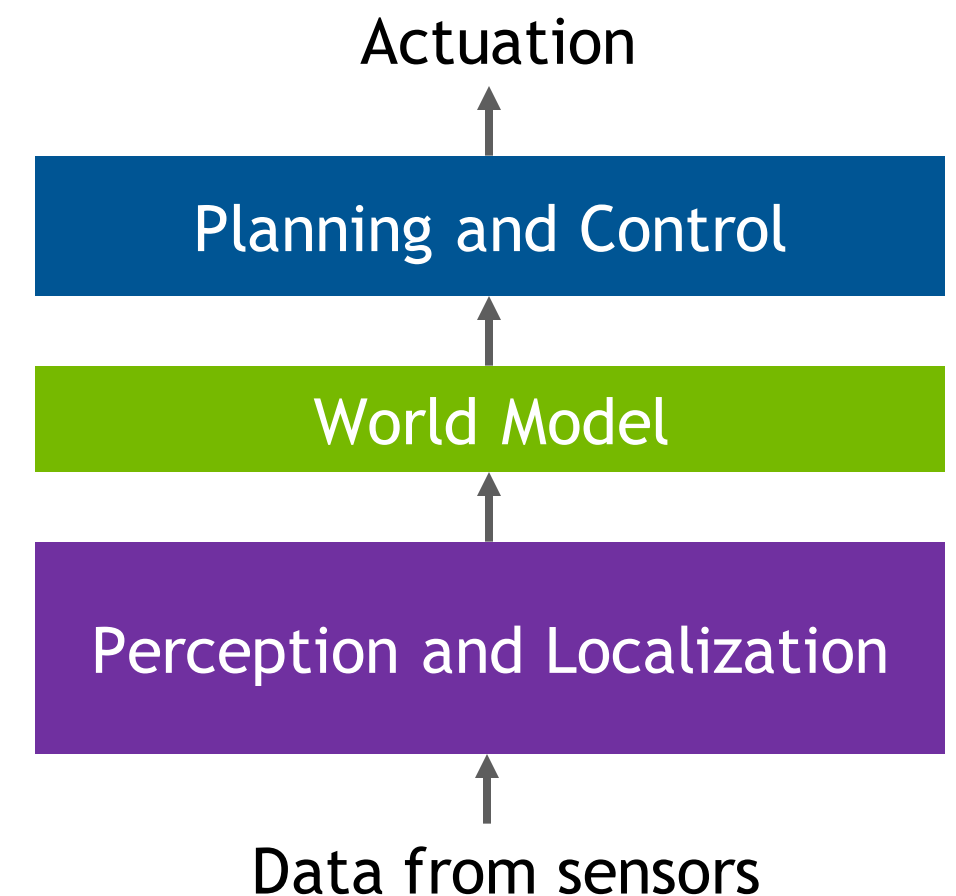 Actuation
Planning and Control
World Model
Perception and Localization
Data from sensors